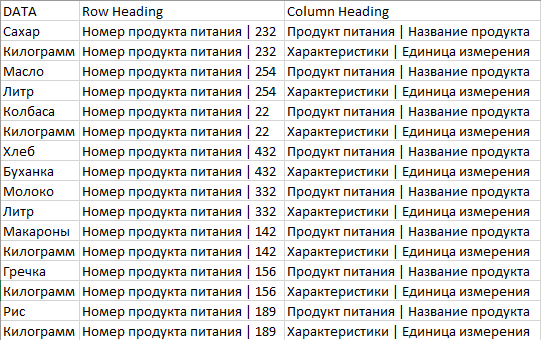 DATA Row Heading Column Heading
Сахар Номер продукта питания | 232 Продукт питания | Название продукта
Килограмм Номер продукта питания | 232 Характеристики | Единица измерения
Масло Номер продукта питания | 254 Продукт питания | Название продукта
Литр Номер продукта питания | 254 Характеристики | Единица измерения
Колбаса Номер продукта питания | 22 Продукт питания | Название продукта
Килограмм Номер продукта питания | 22 Характеристики | Единица измерения
Хлеб Номер продукта питания | 432 Продукт питания | Название продукта
Буханка Номер продукта питания | 432 Характеристики | Единица измерения
Молоко Номер продукта питания | 332 Продукт питания | Название продукта
Литр Номер продукта питания | 332 Характеристики | Единица измерения
Макароны Номер продукта питания | 142 Продукт питания | Название продукта
Килограмм Номер продукта питания | 142 Характеристики | Единица измерения
Гречка Номер продукта питания | 156 Продукт питания | Название продукта
Килограмм Номер продукта питания | 156 Характеристики | Единица измерения
Рис Номер продукта питания | 189 Продукт питания | Название продукта
Килограмм Номер продукта питания | 189 Характеристики | Единица измерения